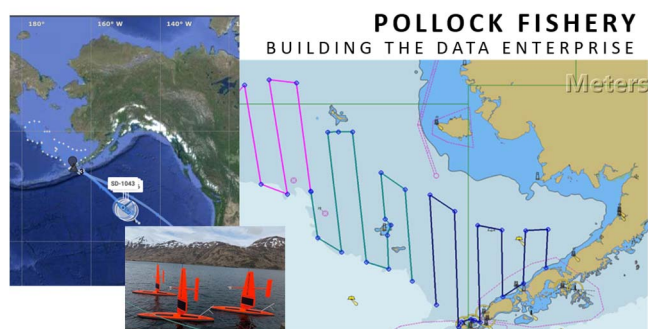 POLLOCK FISHERY
BUILDING THE DATA ENTERPRISE
180°
160° W
140° W
Meters
SD-1043